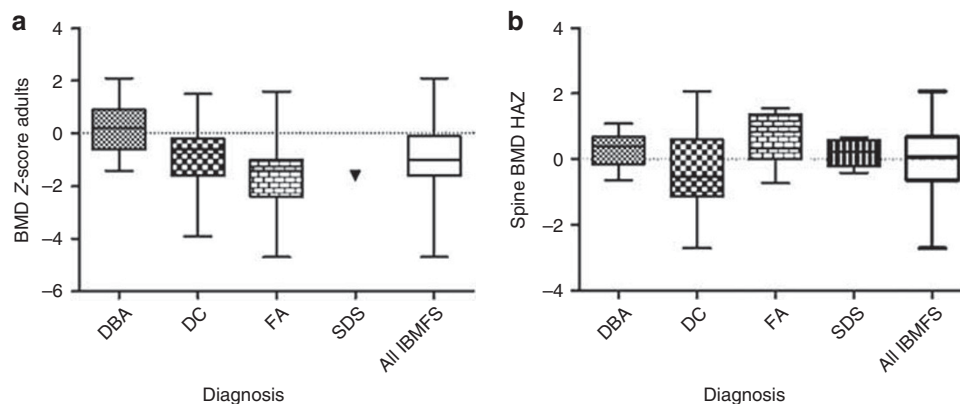 a
BMD Z-score adults
4
2
0
–2
–4
–6
DBA
DC
FA
SDS
All IBMFS
Diagnosis
b
Spine BMD HAZ
4
2
0
–2
–4
DBA
DC
FA
SDS
All IBMFS
Diagnosis